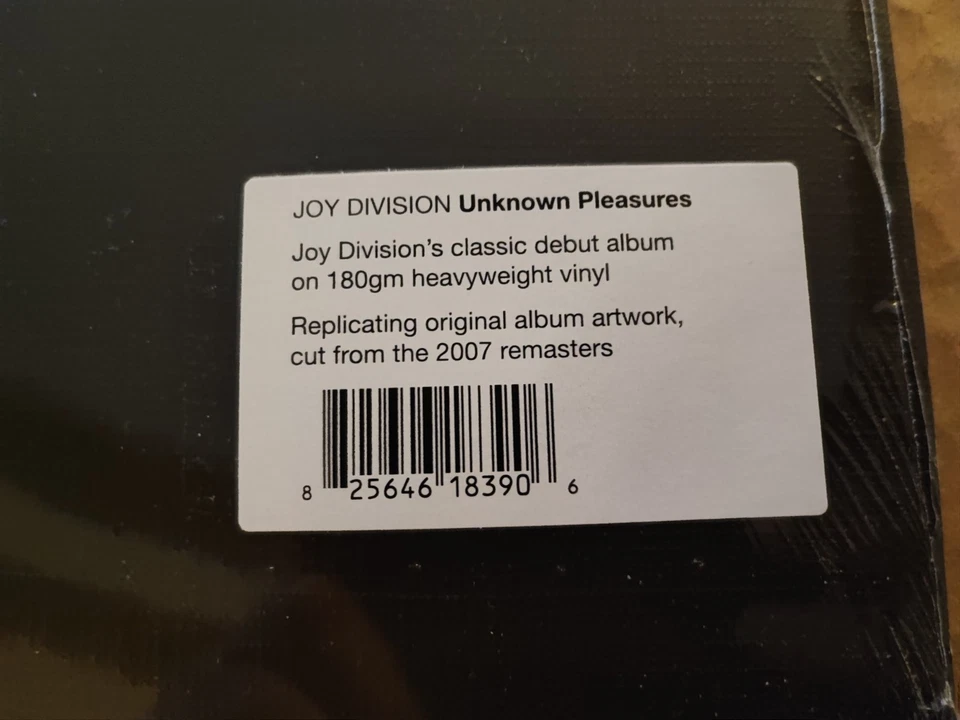 JOY DIVISION Unknown Pleasures
Joy Division's classic debut album
on 180gm heavyweight vinyl
Replicating original album artwork,
cut from the 2007 remasters
8 25646 18390 6